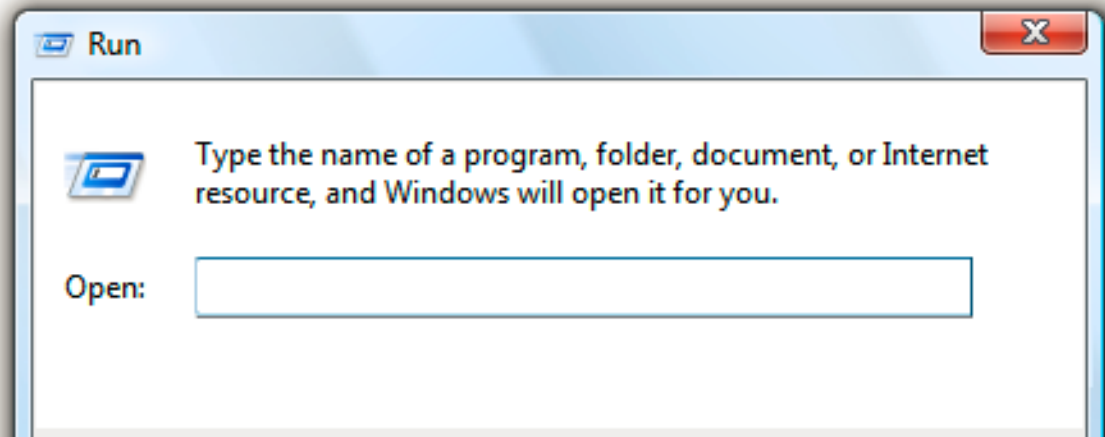 Run
Type the name of a program, folder, document, or Internet
resource, and Windows will open it for you.
Open: